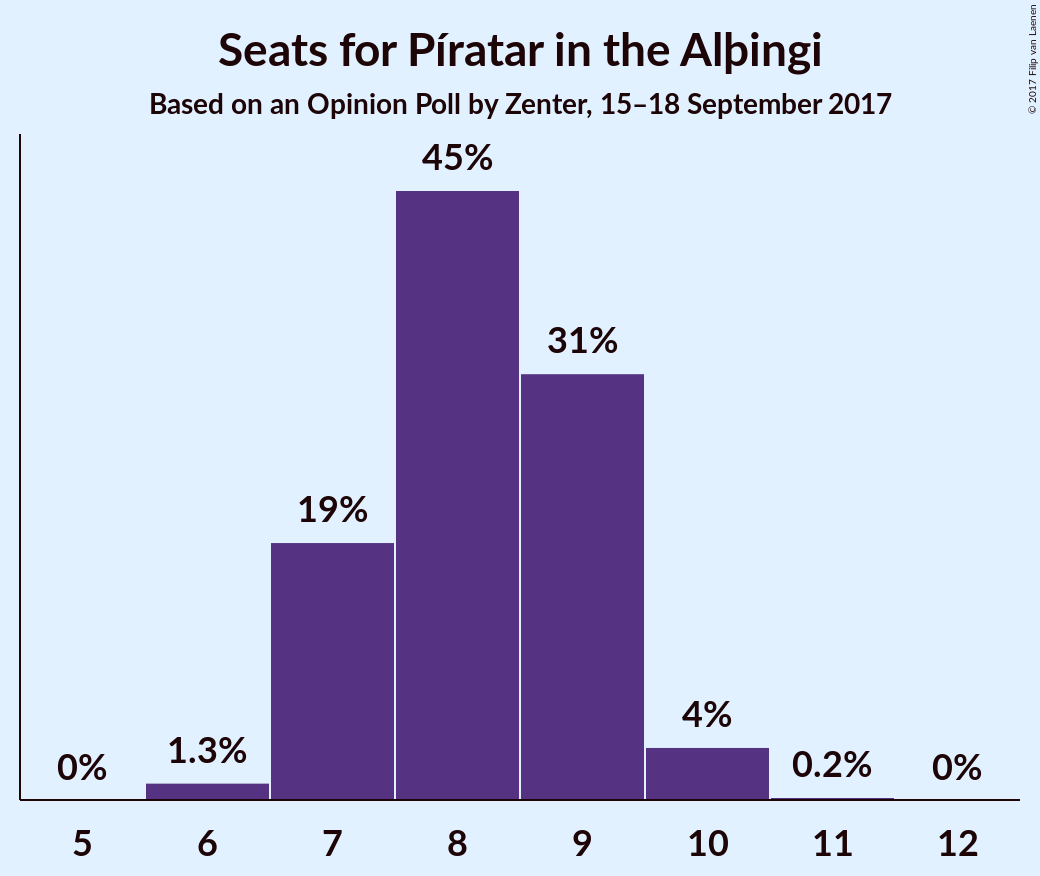 Seats for Píratar in the Alþingi
Based on an Opinion Poll by Zenter, 15–18 September 2017
© 2017 Filip van Laenen
45%
31%
19%
4%
1.3%
0.2%
0%
0%
5 6 7 8 9 10 11 12